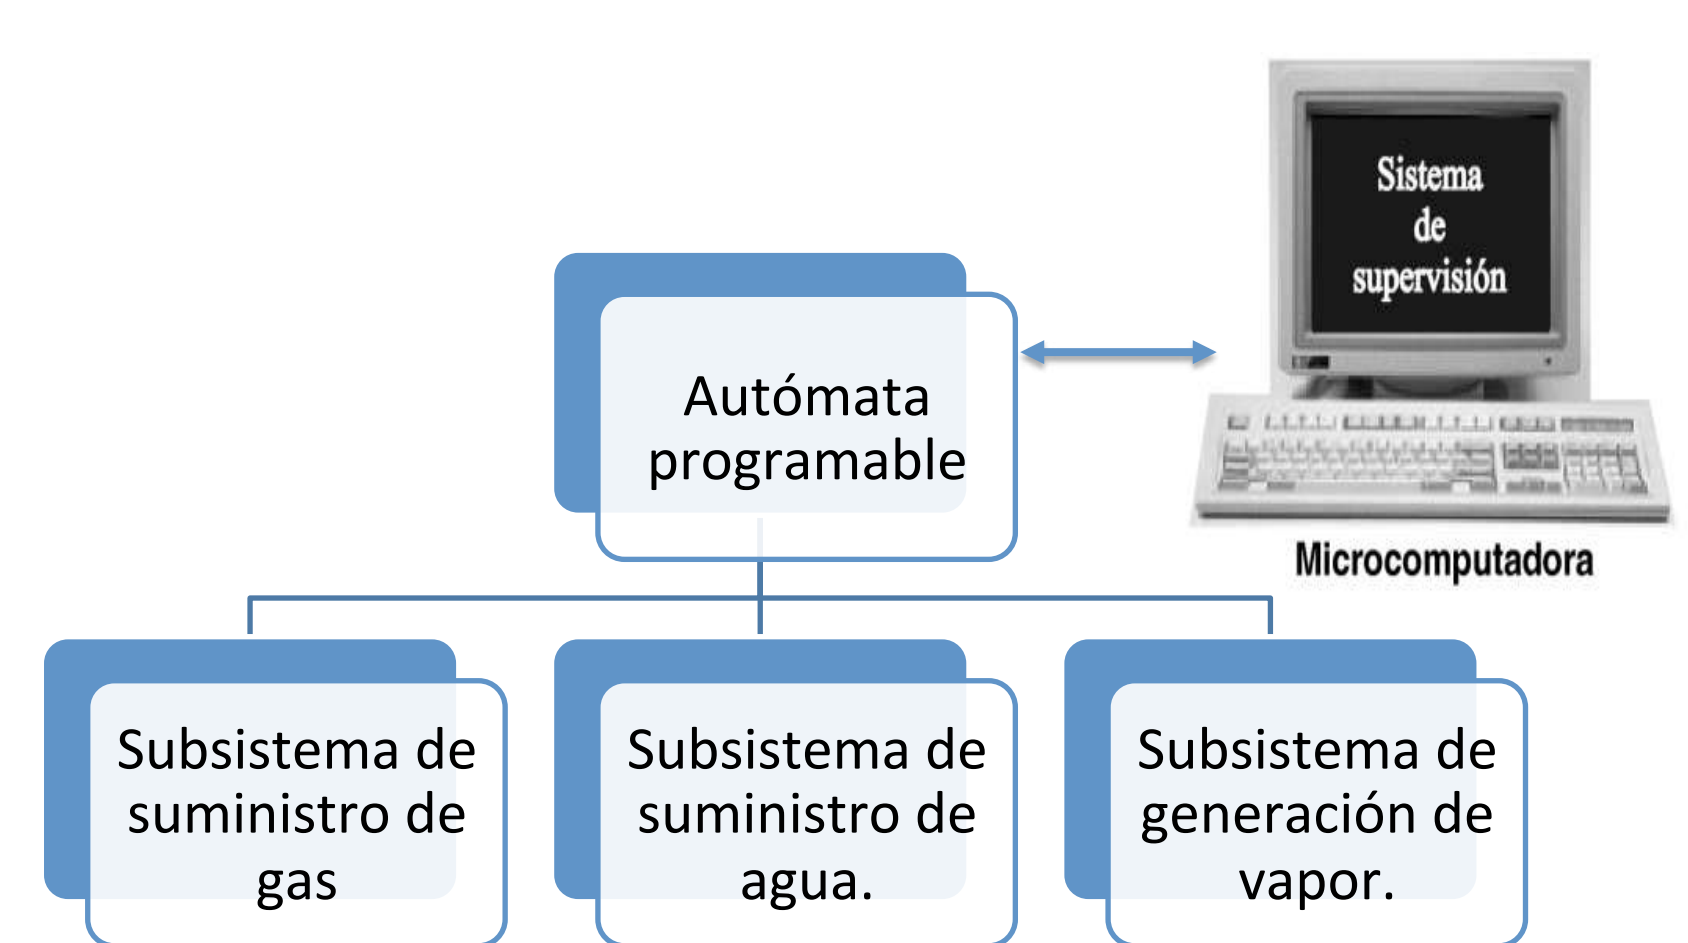 Sistema
de
supervisión
Autómata
programable
Microcomputadora
Subsistema de
suministro de
gas
Subsistema de
suministro de
agua.
Subsistema de
generación de
vapor.